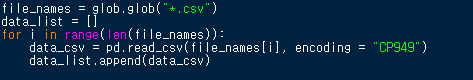 file_names = glob.glob("*.csv")
data_list = []
for i in range(len(file_names)):
    data_csv = pd.read_csv(file_names[i], encoding = "CP949")
    data_list.append(data_csv)